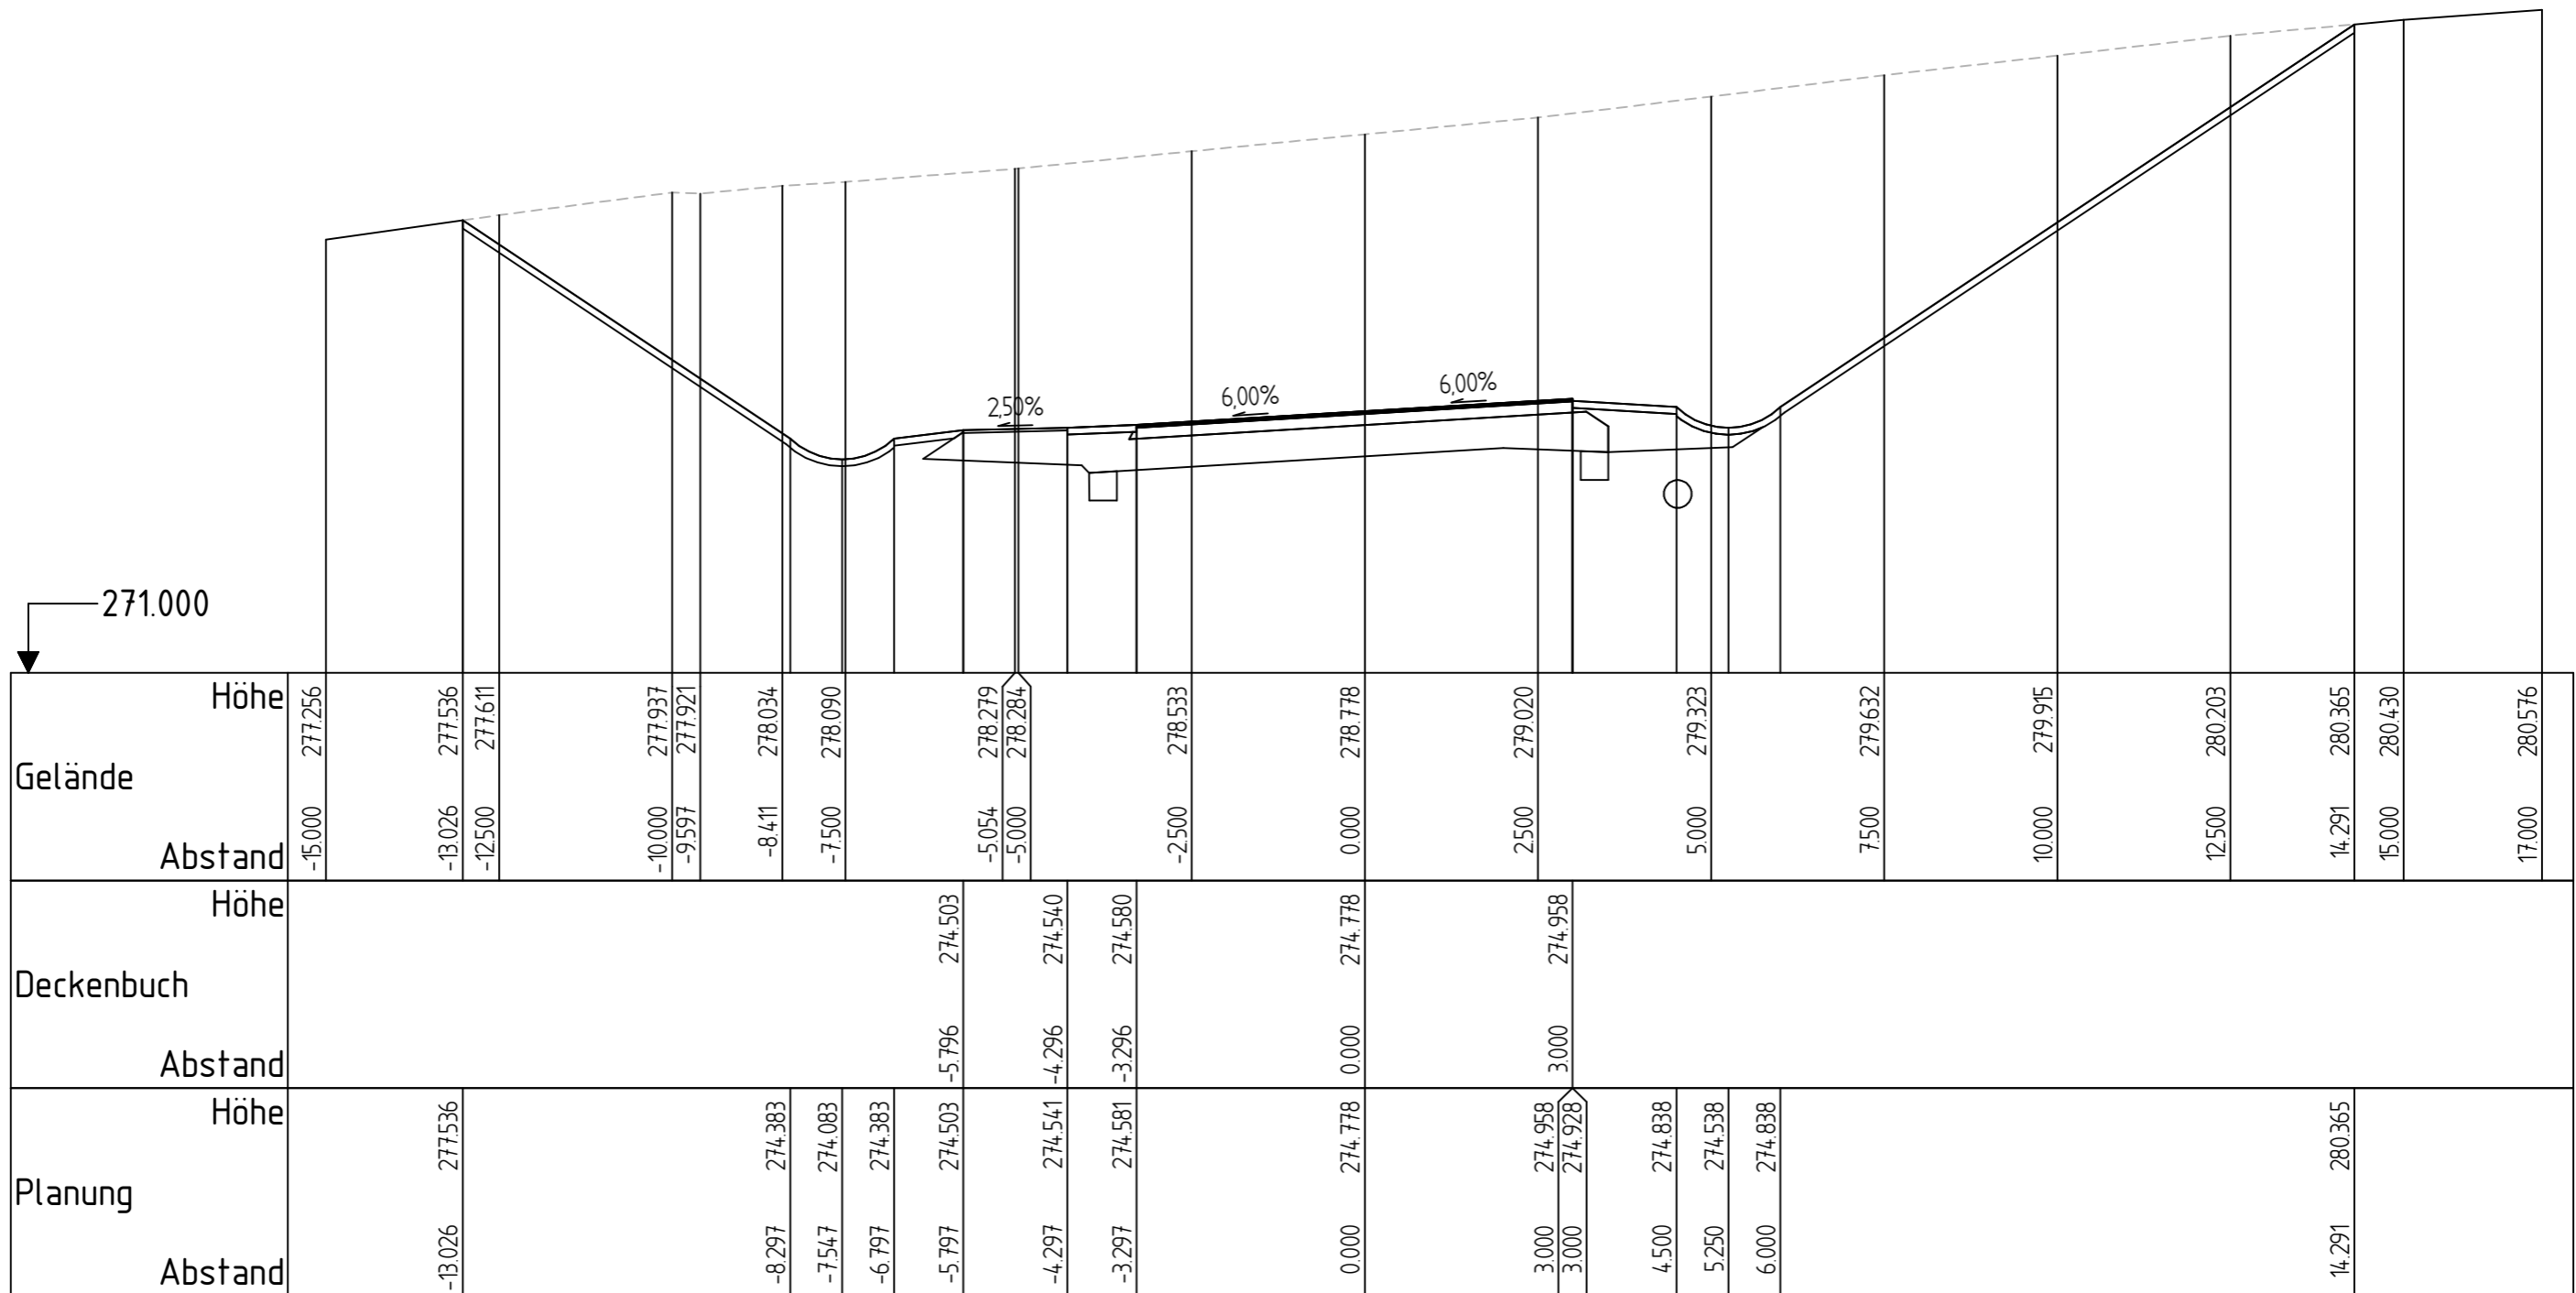 2,50%
6,00%
6,00%
271.000
Höhe 277.256 277.536 277.611 277.937 277.921 278.034 278.090 278.279 278.284 278.533 278.778 279.020 279.323 279.632 279.915 280.203 280.365 280.430 280.576
Gelände
Abstand -15.000 -13.026 -12.500 -10.000 -9.597 -8.411 -7.500 -5.054 -5.000 -2.500 0.000 2.500 5.000 7.500 10.000 12.500 14.291 15.000 17.000
Höhe 274.503 274.540 274.580 274.778 274.958
Deckenbuch
Abstand -5.796 -4.296 -3.296 0.000 3.000
Höhe 277.536 274.383 274.083 274.383 274.503 274.541 274.581 274.778 274.958 274.928 274.838 274.538 274.838 280.365
Planung
Abstand -13.026 -8.297 -7.547 -6.797 -5.797 -4.297 -3.297 0.000 3.000 3.000 4.500 5.250 6.000 14.291